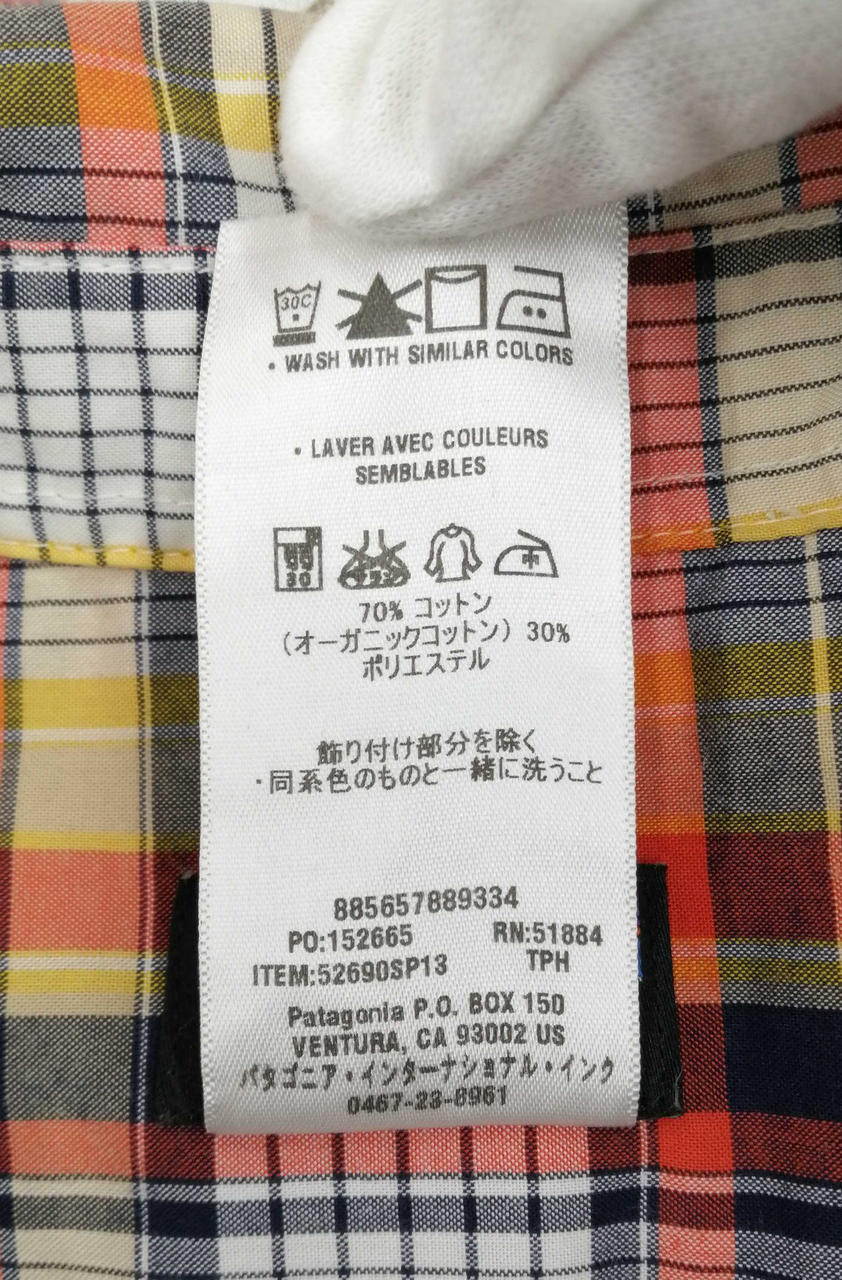 30C
• WASH WITH SIMILAR COLORS
• LAVER AVEC COULEURS
SEMBLABLES
30
中
70% コットン
(オーガニックコットン) 30%
ポリエステル
飾り付け部分を除く
・同系色のものと一緒に洗うこと
885657889334
PO:152665 RN:51884
ITEM:52690SP13 TPH
Patagonia P.O. BOX 150
VENTURA, CA 93002 US
パタゴニア・インターナショナル・インク
0467-23-8961